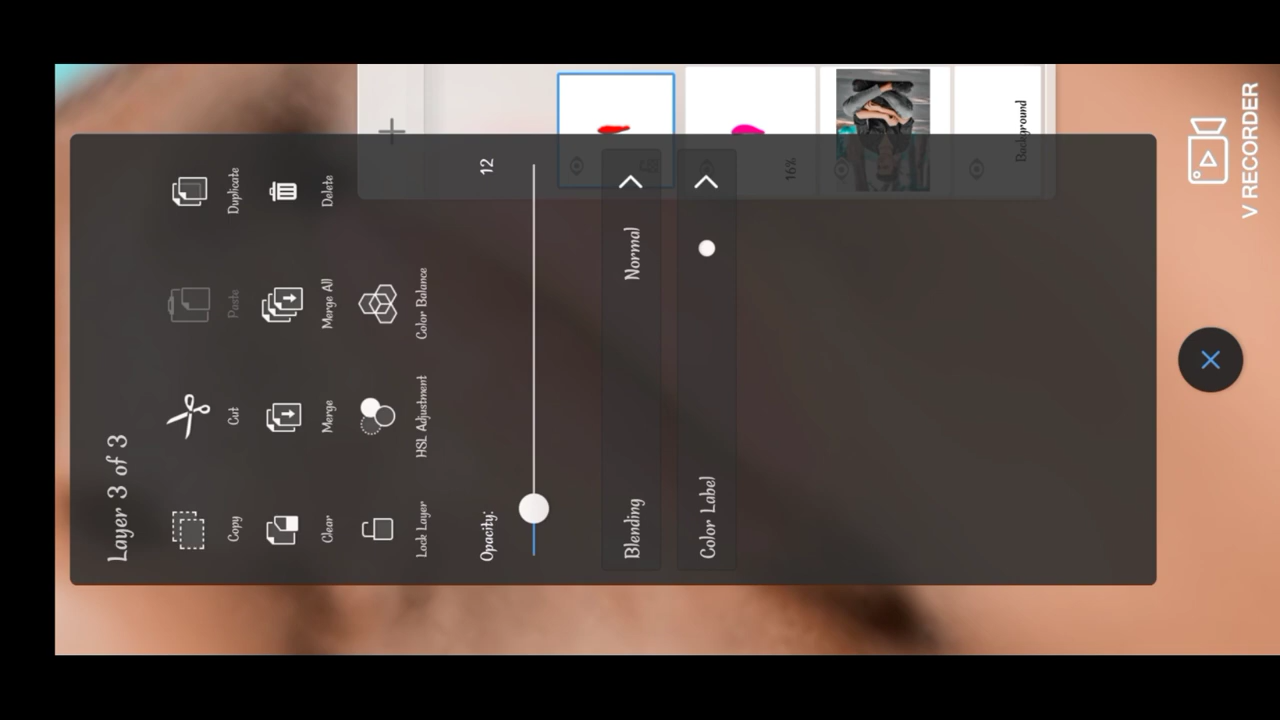 Layer 3 of 3
Copy
Cut
Paste
Duplicate
Clear
Merge
Merge All
Delete
Lock Layer
HSL Adjustment
Color Balance
Opacity:
12
Blending
Normal
Color Label
16%
Background
V RECORDER